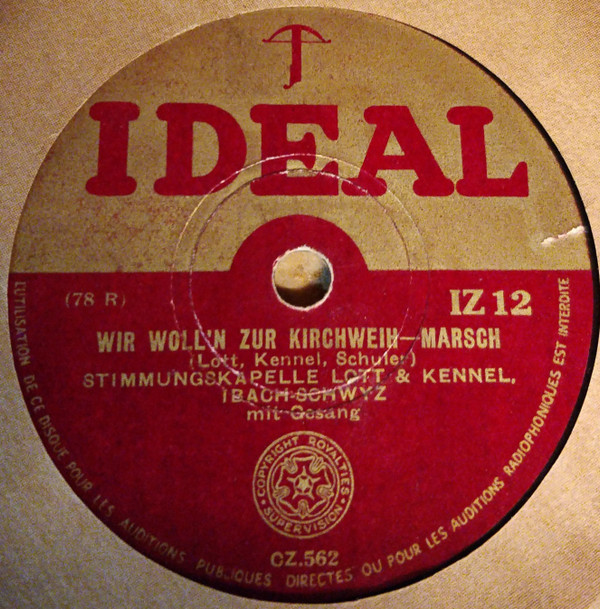 IDEAL
(78 R)
IZ 12
WIR WOLL'N ZUR KIRCHWEIH–MARSCH
(Lott, Kennel, Schuler)
STIMMUNGSKAPELLE LOTT & KENNEL,
IBACH-SCHWYZ
mit Gesang
COPYRIGHT ROYALTIES
SUPERVISION
CZ.562
L'UTILISATION DE CE DISQUE POUR LES AUDITIONS PUBLIQUES DIRECTES OU POUR LES AUDITIONS RADIOPHONIQUES EST INTERDITE